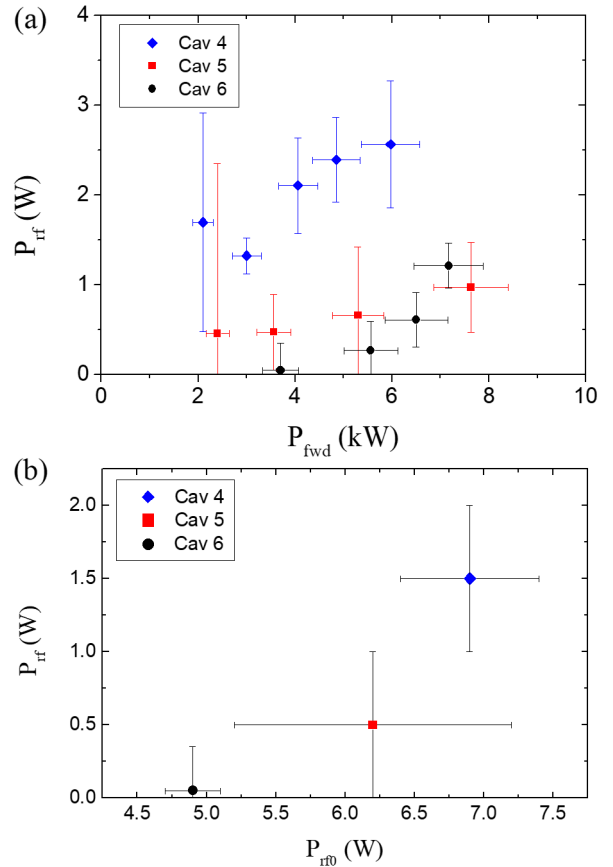 (a)
Cav 4
Cav 5
Cav 6
4
3
2
1
0
P_rf (W)
0 2 4 6 8 10
P_fwd (kW)
(b)
Cav 4
Cav 5
Cav 6
2.0
1.5
1.0
0.5
0.0
P_rf (W)
4.5 5.0 5.5 6.0 6.5 7.0 7.5
P_rf0 (W)